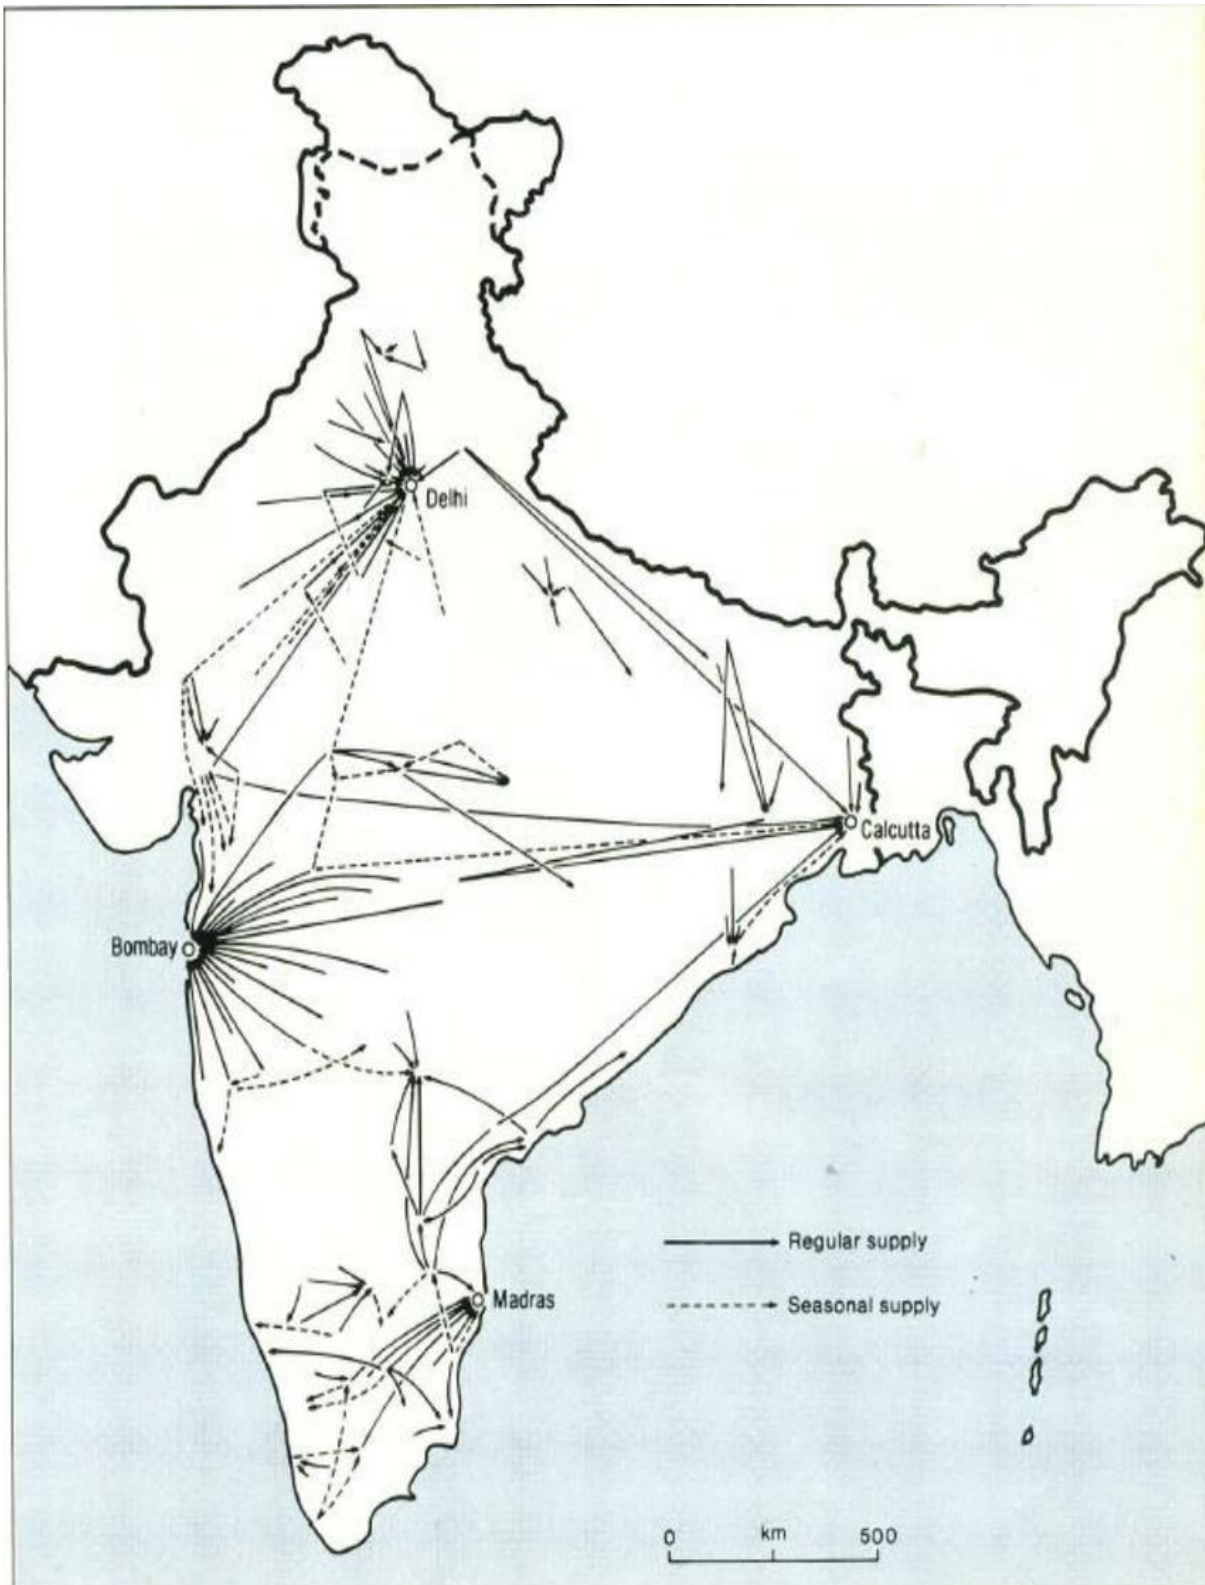 Delhi
Calcutta
Bombay
Regular supply
Madras
Seasonal supply
0 km 500